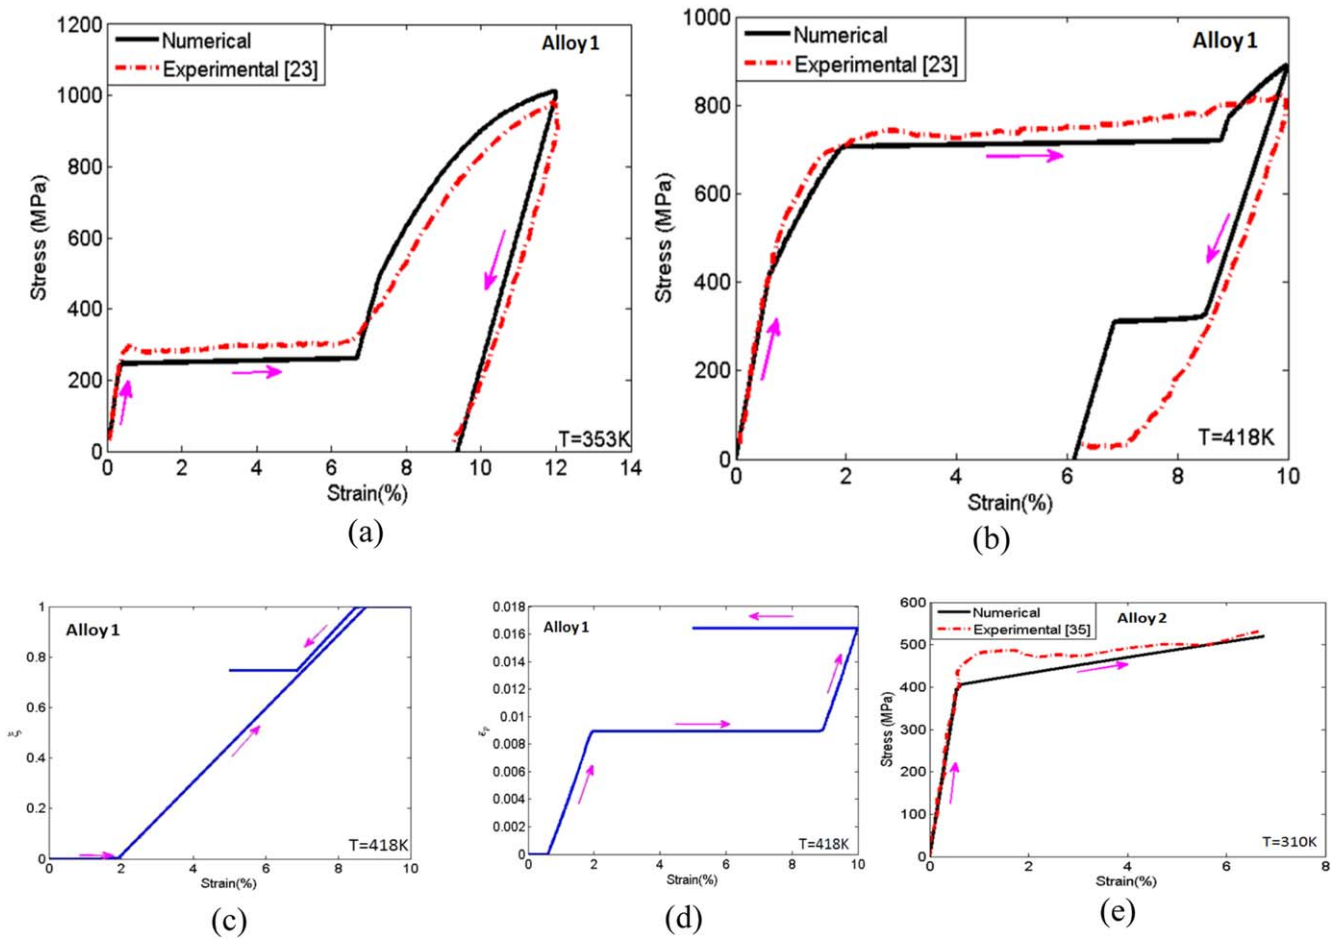 1200
1000
800
600
400
200
0
Stress (MPa)
Numerical
Experimental [23]
Alloy 1
T=353K
0 2 4 6 8 10 12 14
Strain(%)
(a)
1000
800
600
400
200
0
Stress (MPa)
Numerical
Experimental [23]
Alloy 1
T=418K
0 2 4 6 8 10
Strain(%)
(b)
1
0.8
0.6
0.4
0.2
0
ξ
Alloy 1
T=418K
0 2 4 6 8 10
Strain(%)
(c)
0.018
0.016
0.014
0.012
0.01
0.008
0.006
0.004
0.002
0
Alloy 1
T=418K
0 2 4 6 8 10
Strain(%)
(d)
600
500
400
300
200
100
0
Stress (MPa)
Numerical
Experimental [35]
Alloy 2
T=310K
0 2 4 6 8
Strain(%)
(e)